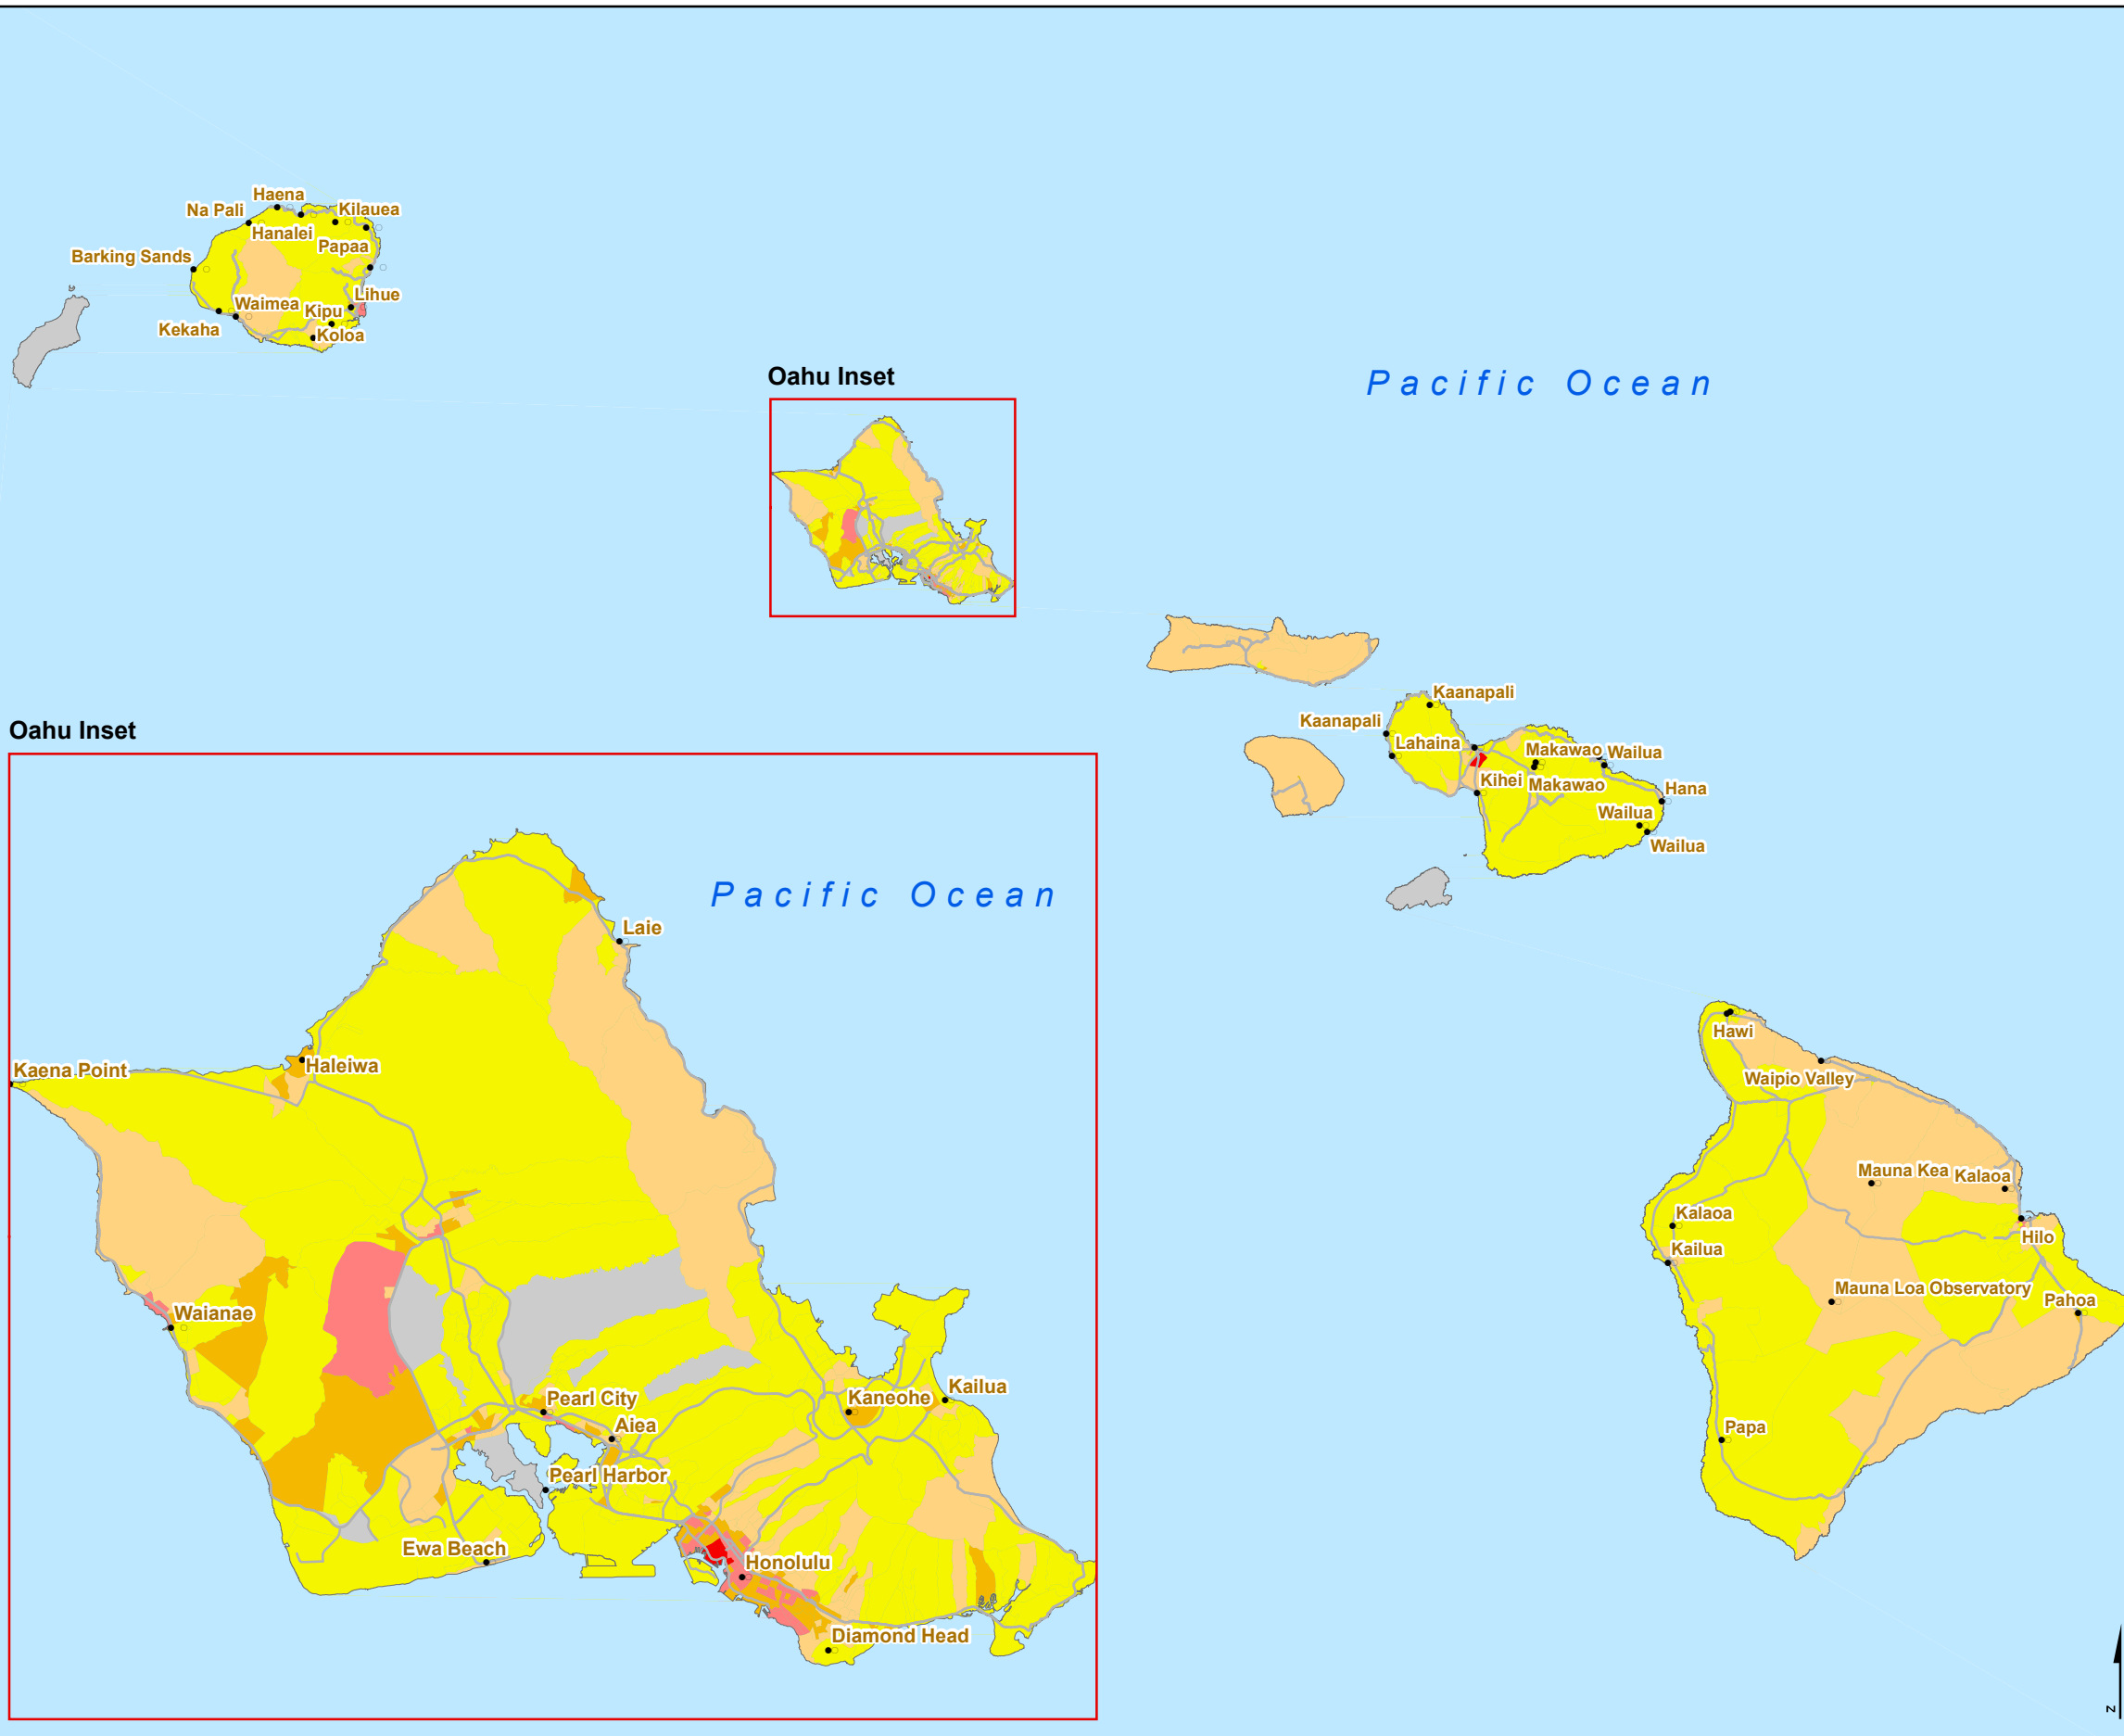 Haena
Na Pali
Kilauea
Hanalei
Papaa
Barking Sands
Lihue
Waimea
Kipu
Kekaha
Koloa
Oahu Inset
Pacific Ocean
Kaanapali
Kaanapali
Lahaina
Makawao
Wailua
Kihei
Makawao
Hana
Wailua
Wailua
Oahu Inset
Pacific Ocean
Laie
Haleiwa
Kaena Point
Waianae
Pearl City
Kaneohe
Kailua
Aiea
Pearl Harbor
Ewa Beach
Honolulu
Diamond Head
Hawi
Waipio Valley
Mauna Kea
Kalaoa
Kalaoa
Hilo
Kailua
Mauna Loa Observatory
Pahoa
Papa
N